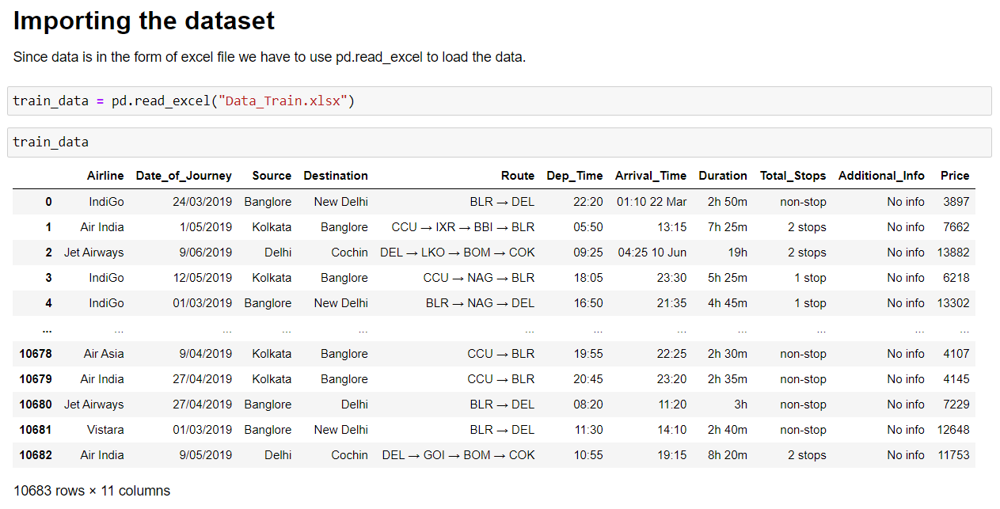 Importing the dataset
Since data is in the form of excel file we have to use pd.read_excel to load the data.
train_data = pd.read_excel("Data_Train.xlsx")
train_data
Airline Date_of_Journey Source Destination Route Dep_Time Arrival_Time Duration Total_Stops Additional_Info Price
0 IndiGo 24/03/2019 Banglore New Delhi BLR → DEL 22:20 01:10 22 Mar 2h 50m non-stop No info 3897
1 Air India 1/05/2019 Kolkata Banglore CCU → IXR → BBI → BLR 05:50 13:15 7h 25m 2 stops No info 7662
2 Jet Airways 9/06/2019 Delhi Cochin DEL → LKO → BOM → COK 09:25 04:25 10 Jun 19h 2 stops No info 13882
3 IndiGo 12/05/2019 Kolkata Banglore CCU → NAG → BLR 18:05 23:30 5h 25m 1 stop No info 6218
4 IndiGo 01/03/2019 Banglore New Delhi BLR → NAG → DEL 16:50 21:35 4h 45m 1 stop No info 13302
... ... ... ... ... ... ... ... ... ... ... ...
10678 Air Asia 9/04/2019 Kolkata Banglore CCU → BLR 19:55 22:25 2h 30m non-stop No info 4107
10679 Air India 27/04/2019 Kolkata Banglore CCU → BLR 20:45 23:20 2h 35m non-stop No info 4145
10680 Jet Airways 27/04/2019 Banglore Delhi BLR → DEL 08:20 11:20 3h non-stop No info 7229
10681 Vistara 01/03/2019 Banglore New Delhi BLR → DEL 11:30 14:10 2h 40m non-stop No info 12648
10682 Air India 9/05/2019 Delhi Cochin DEL → GOI → BOM → COK 10:55 19:15 8h 20m 2 stops No info 11753
10683 rows × 11 columns